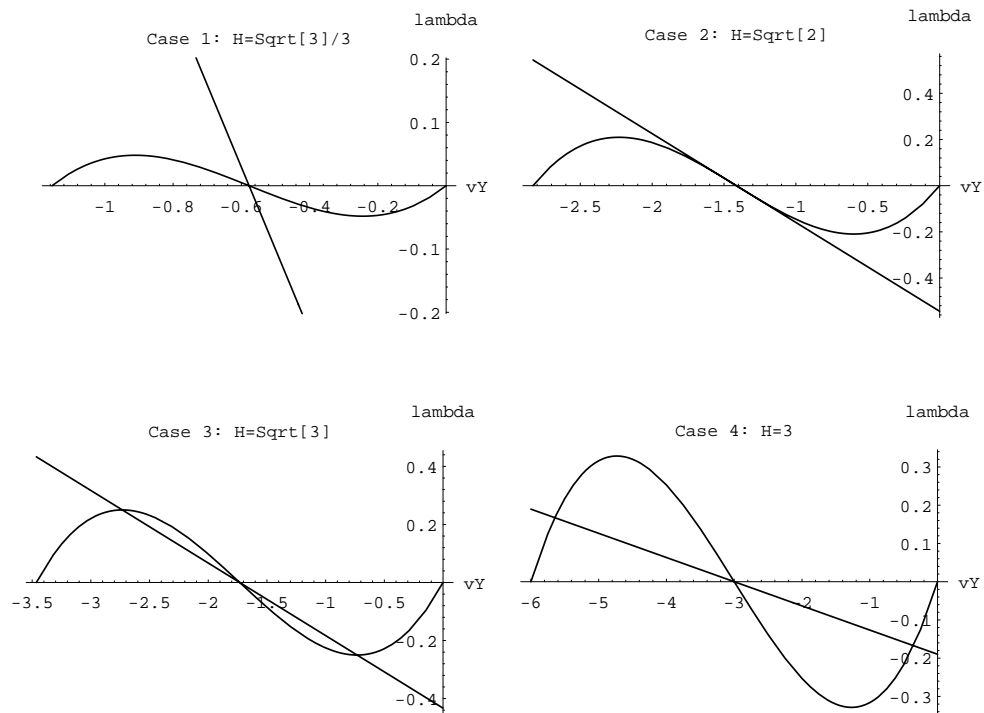 lambda
Case 1: H=Sqrt[3]/3
0.2
0.1
vY
-1 -0.8 -0.6 -0.4 -0.2
-0.1
-0.2
lambda
Case 2: H=Sqrt[2]
0.4
0.2
vY
-2.5 -2 -1.5 -1 -0.5
-0.2
-0.4
lambda
Case 3: H=Sqrt[3]
0.4
0.2
vY
-3.5 -3 -2.5 -2 -1.5 -1 -0.5
-0.2
-0.4
lambda
Case 4: H=3
0.3
0.2
0.1
vY
-6 -5 -4 -3 -2 -1
-0.1
-0.2
-0.3